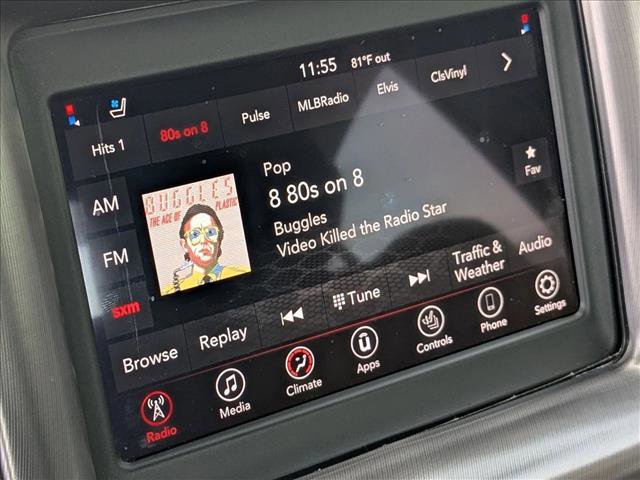 11:55 81°F out
Hits 1 80s on 8 Pulse MLBRadio Elvis ClsVinyl
AM
FM
sxm
BUGGLES
THE AGE OF PLASTIC
Pop
8 80s on 8
Buggles
Video Killed the Radio Star
Fav
Browse Replay Tune Traffic & Weather Audio
Radio Media Climate Apps Controls Phone Settings